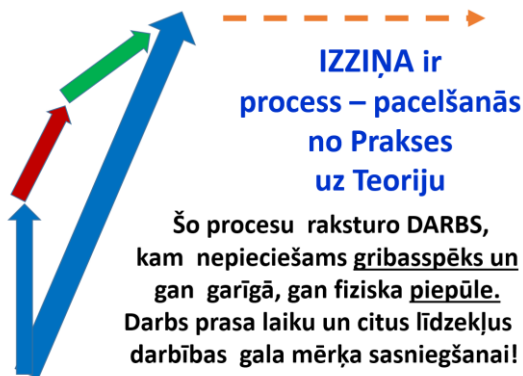 IZZIŅA ir
process – pacelšanās
no Prakses
uz Teoriju
Šo procesu raksturo DARBS,
kam nepieciešams gribasspēks un
gan garīgā, gan fiziska piepūle.
Darbs prasa laiku un citus līdzekļus
darbības gala mērķa sasniegšanai!